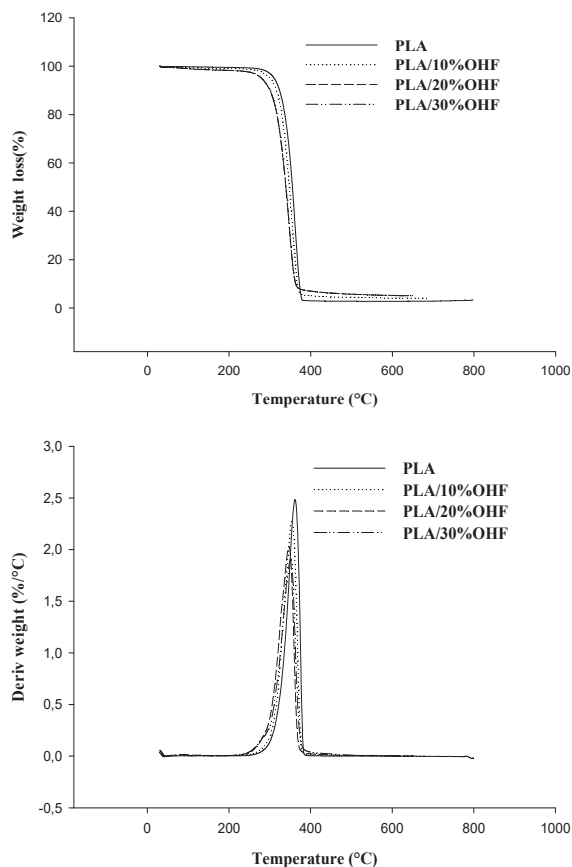 120
100
80
60
40
20
0
Weight loss(%)
PLA
PLA/10%OHF
PLA/20%OHF
PLA/30%OHF
0 200 400 600 800 1000
Temperature (°C)
3,0
2,5
2,0
1,5
1,0
0,5
0,0
-0,5
Deriv weight (%/°C)
PLA
PLA/10%OHF
PLA/20%OHF
PLA/30%OHF
0 200 400 600 800 1000
Temperature (°C)